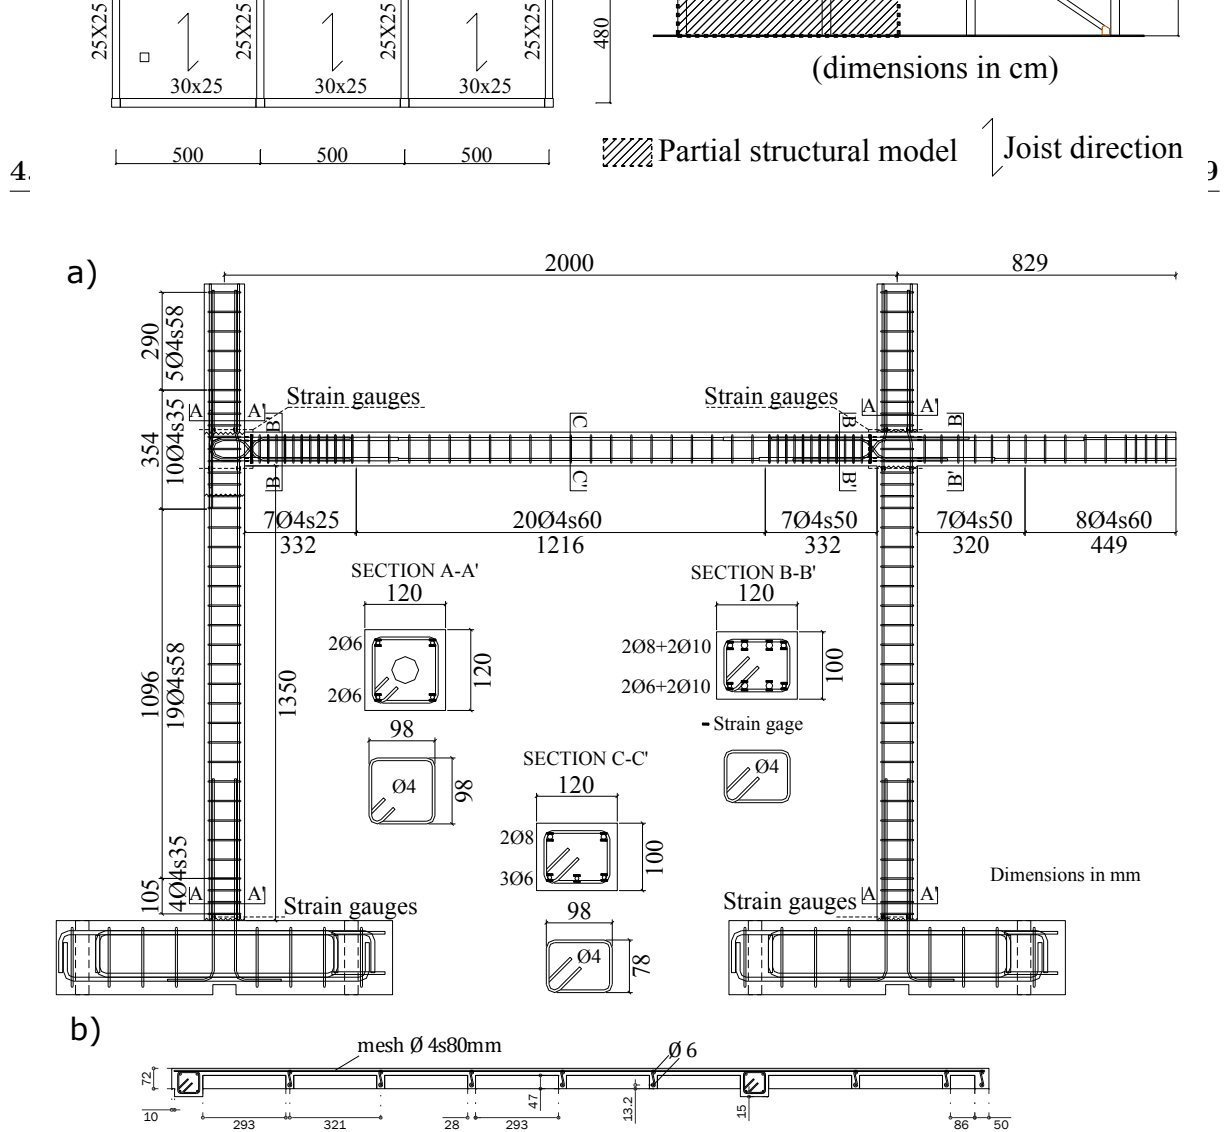 25X25
25X25
25X25
30x25
30x25
30x25
480
500
500
500
(dimensions in cm)
Partial structural model
Joist direction
4.
9
a)
2000
829
290
5Ø4s58
354
10Ø4s35
1096
19Ø4s58
105
4Ø4s35
1350
Strain gauges
Strain gauges
A A'
A A'
B'
B
B
B'
C
C'
B
B'
7Ø4s25
332
20Ø4s60
1216
7Ø4s50
332
7Ø4s50
320
8Ø4s60
449
SECTION A-A'
120
2Ø6
2Ø6
120
98
Ø4
98
SECTION B-B'
120
2Ø8+2Ø10
2Ø6+2Ø10
100
Strain gage
Ø4
SECTION C-C'
120
2Ø8
3Ø6
100
98
Ø4
78
Dimensions in mm
A A'
Strain gauges
Strain gauges
A A'
b)
mesh Ø 4s80mm
Ø 6
72
10
293
321
28
293
47
13.2
15
86
50